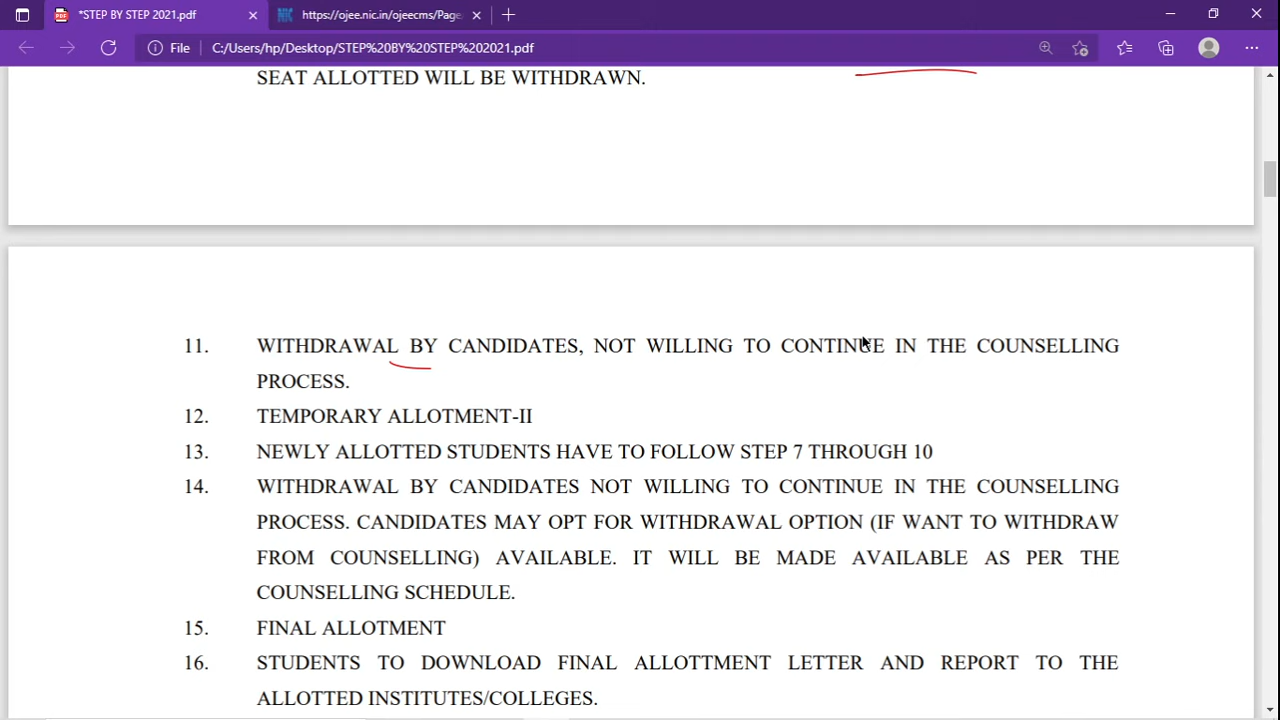 *STEP BY STEP 2021.pdf
https://ojee.nic.in/ojeecms/Page
File C:/Users/hp/Desktop/STEP%20BY%20STEP%202021.pdf
SEAT ALLOTTED WILL BE WITHDRAWN.
11. WITHDRAWAL BY CANDIDATES, NOT WILLING TO CONTINUE IN THE COUNSELLING
PROCESS.
12. TEMPORARY ALLOTMENT-II
13. NEWLY ALLOTTED STUDENTS HAVE TO FOLLOW STEP 7 THROUGH 10
14. WITHDRAWAL BY CANDIDATES NOT WILLING TO CONTINUE IN THE COUNSELLING
PROCESS. CANDIDATES MAY OPT FOR WITHDRAWAL OPTION (IF WANT TO WITHDRAW
FROM COUNSELLING) AVAILABLE. IT WILL BE MADE AVAILABLE AS PER THE
COUNSELLING SCHEDULE.
15. FINAL ALLOTMENT
16. STUDENTS TO DOWNLOAD FINAL ALLOTTMENT LETTER AND REPORT TO THE
ALLOTTED INSTITUTES/COLLEGES.